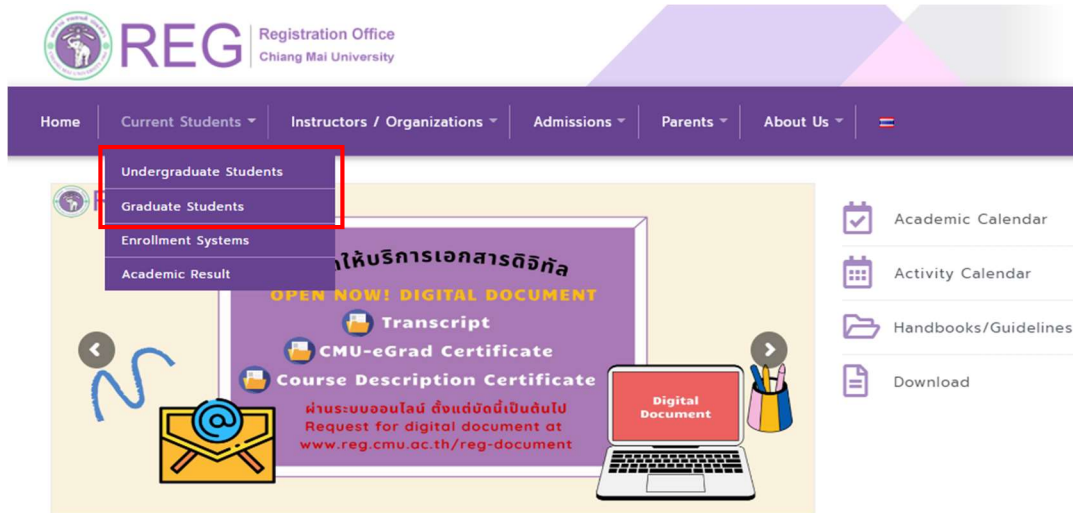 REG
Registration Office
Chiang Mai University
Home
Current Students
Instructors / Organizations
Admissions
Parents
About Us
Undergraduate Students
Graduate Students
Enrollment Systems
Academic Result
R
ให้บริการเอกสารดิจิทัล
OPEN NOW! DIGITAL DOCUMENT
Transcript
CMU-eGrad Certificate
Course Description Certificate
ผ่านระบบออนไลน์ ตั้งแต่บัดนี้เป็นต้นไป
Request for digital document at
www.reg.cmu.ac.th/reg-document
Digital
Document
Academic Calendar
Activity Calendar
Handbooks/Guidelines
Download